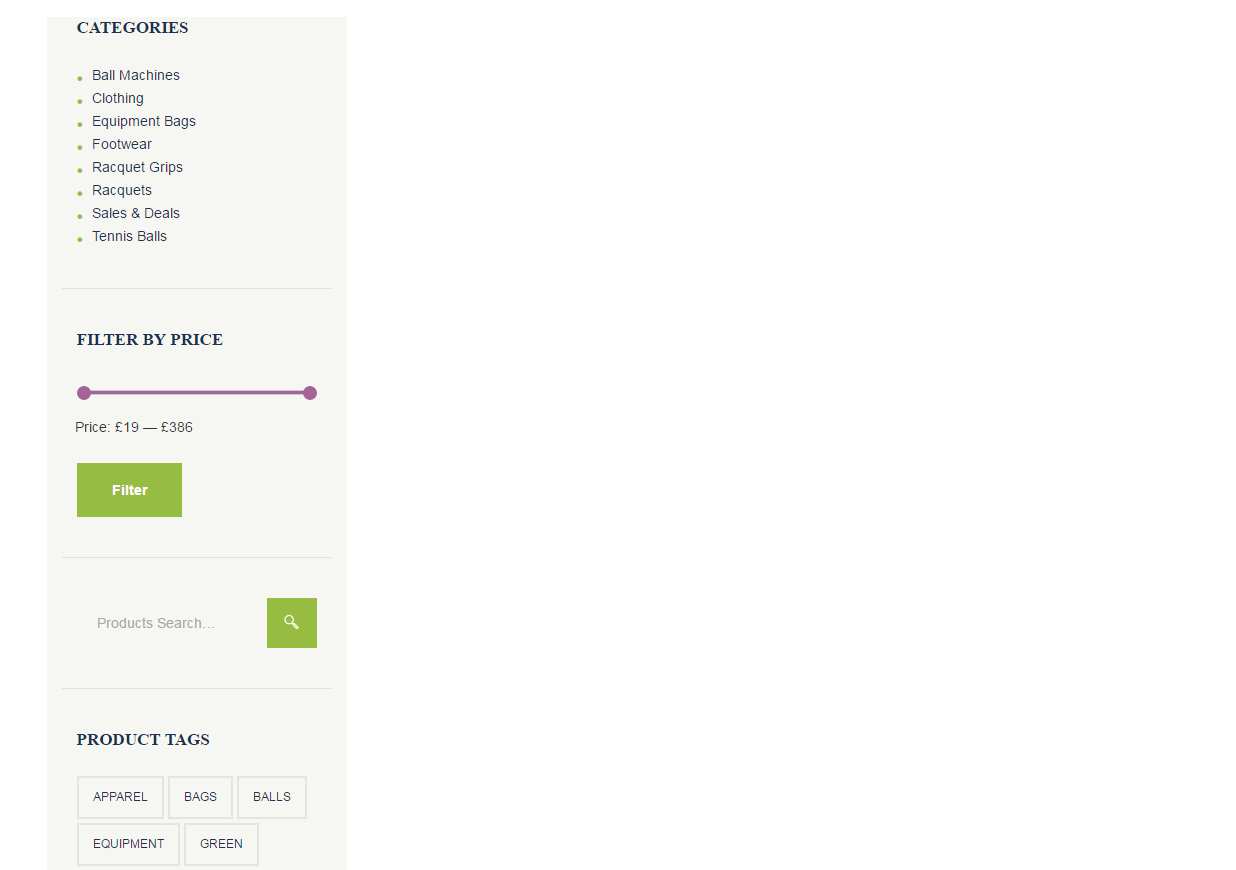 CATEGORIES
Ball Machines
Clothing
Equipment Bags
Footwear
Racquet Grips
Racquets
Sales & Deals
Tennis Balls
FILTER BY PRICE
Price: £19 — £386
Filter
Products Search…
PRODUCT TAGS
APPAREL BAGS BALLS
EQUIPMENT GREEN